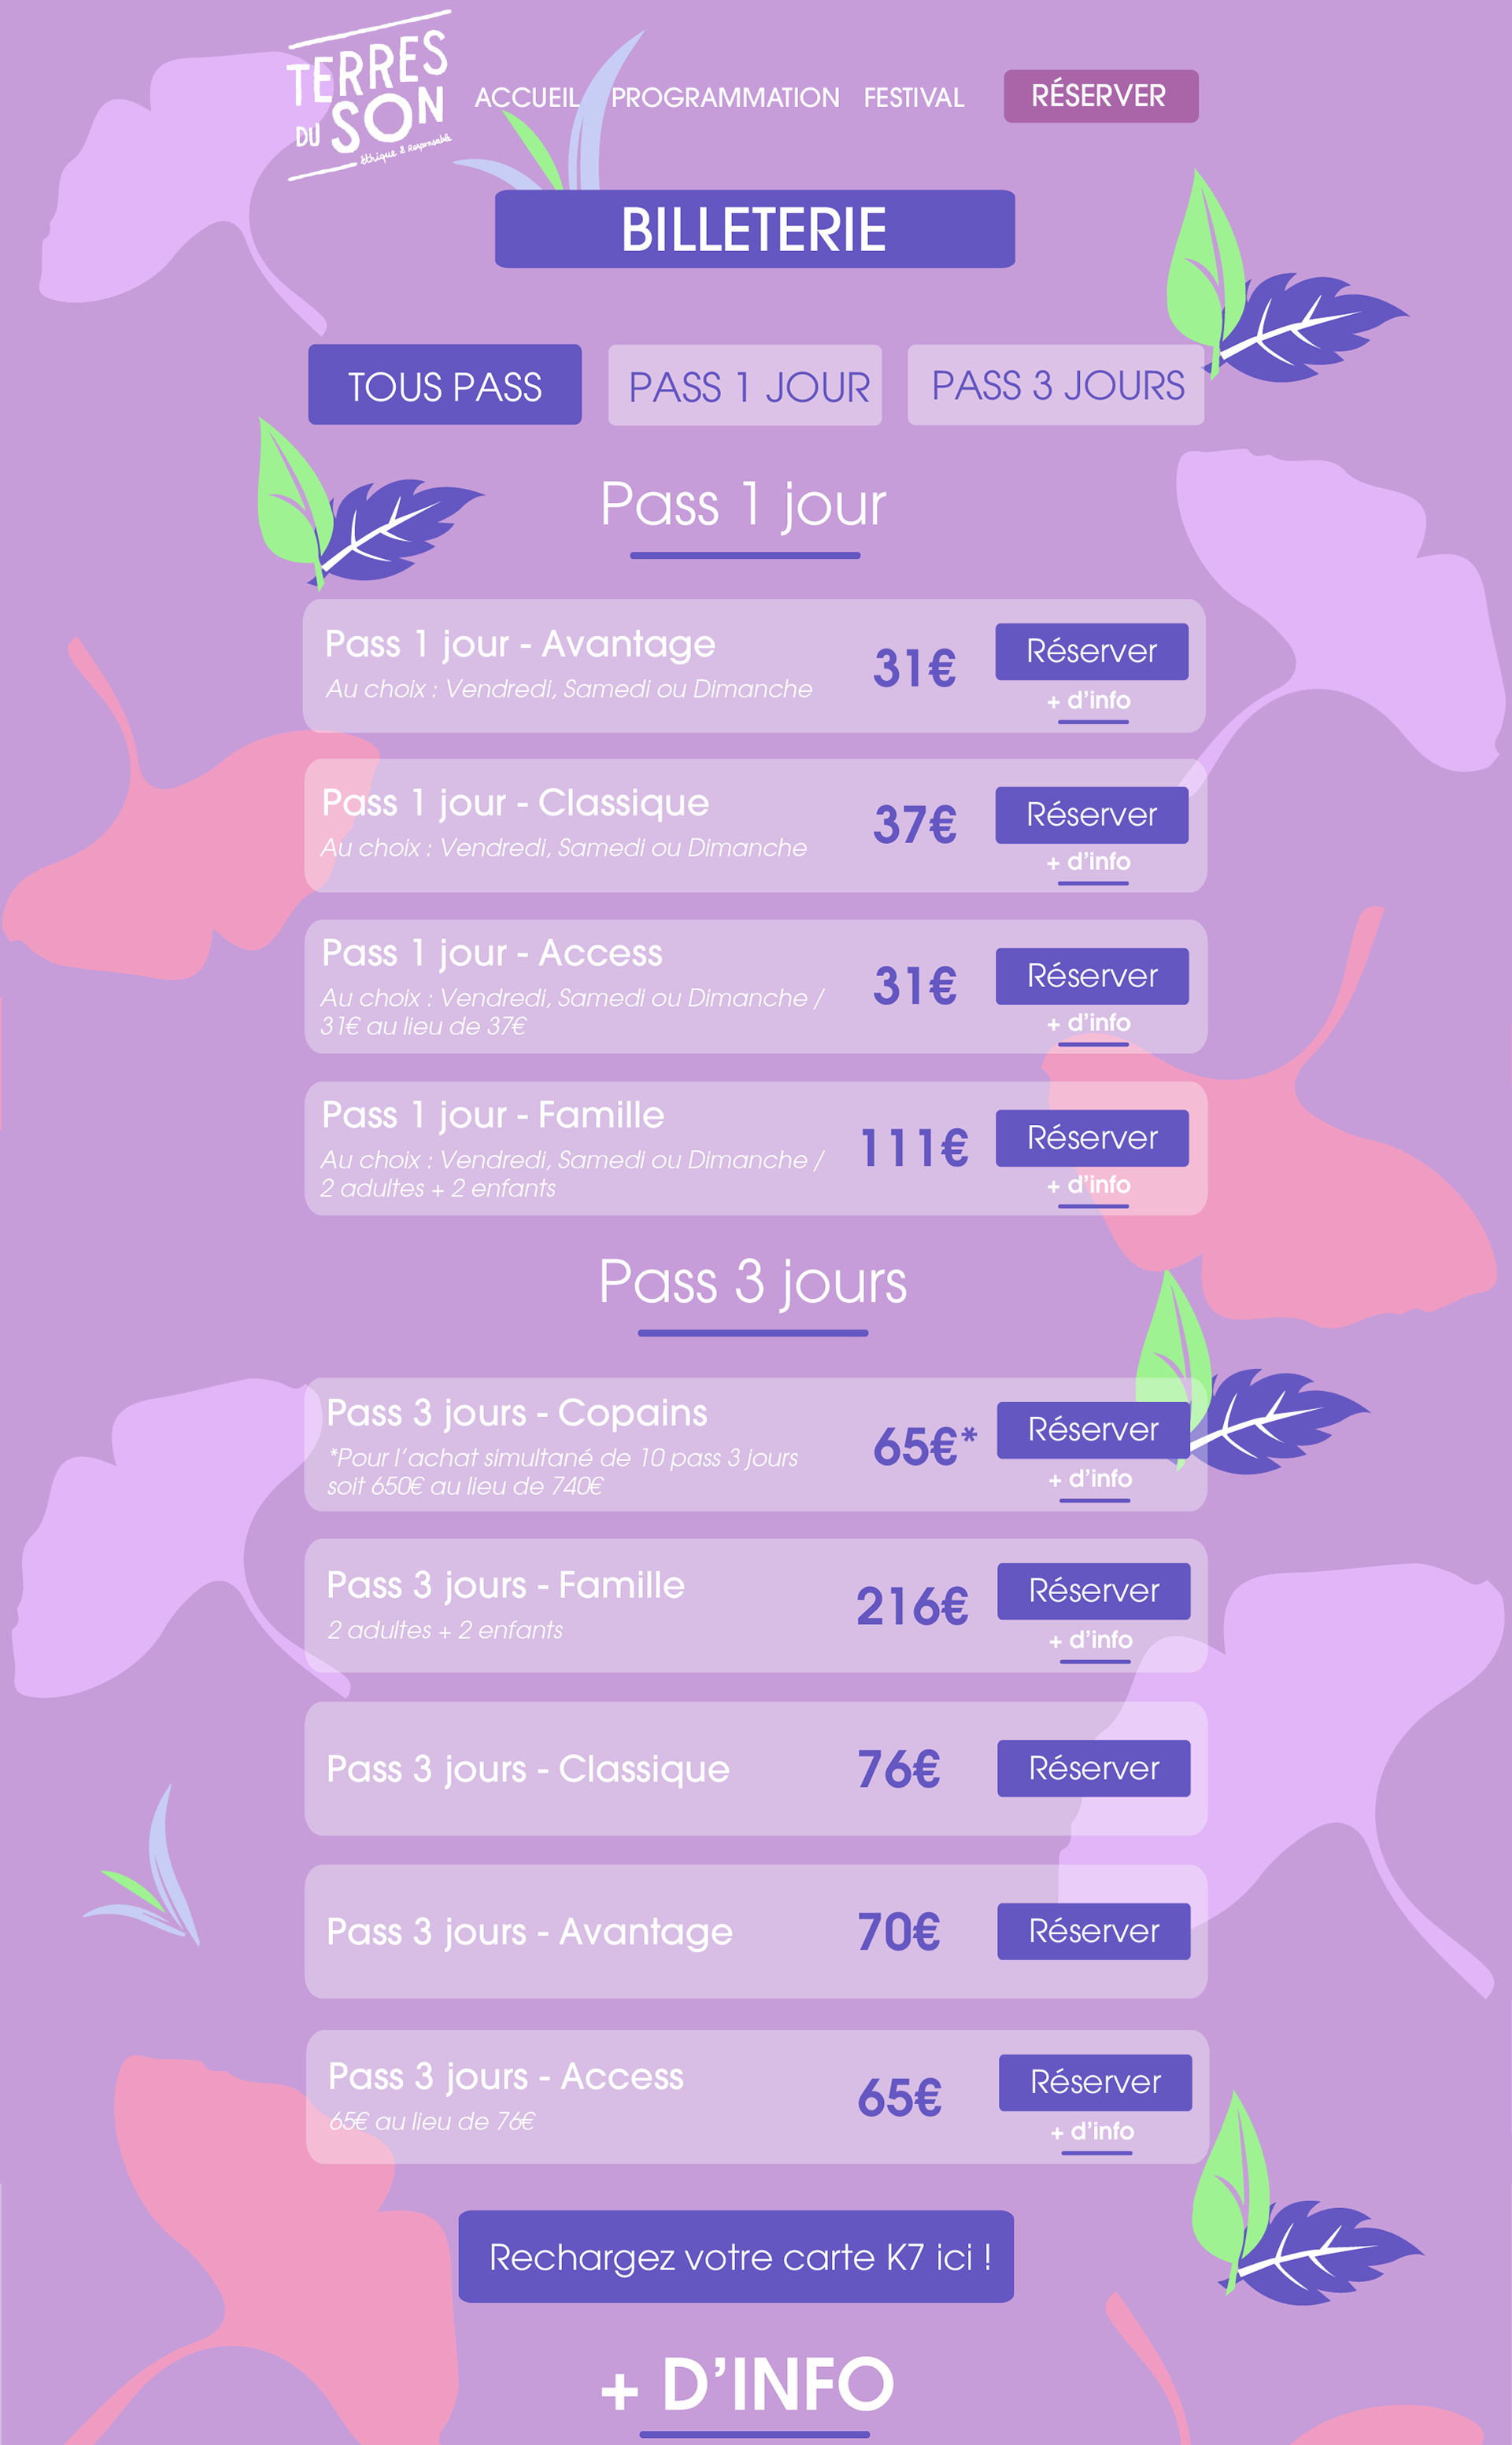 TERRES
DU SON
éthique & Responsable
ACCUEIL PROGRAMMATION FESTIVAL RÉSERVER
BILLETERIE
TOUS PASS PASS 1 JOUR PASS 3 JOURS
Pass 1 jour
Pass 1 jour - Avantage
Au choix : Vendredi, Samedi ou Dimanche
31€
Réserver
+ d'info
Pass 1 jour - Classique
Au choix : Vendredi, Samedi ou Dimanche
37€
Réserver
+ d'info
Pass 1 jour - Access
Au choix : Vendredi, Samedi ou Dimanche /
31€ au lieu de 37€
31€
Réserver
+ d'info
Pass 1 jour - Famille
Au choix : Vendredi, Samedi ou Dimanche /
2 adultes + 2 enfants
111€
Réserver
+ d'info
Pass 3 jours
Pass 3 jours - Copains
*Pour l'achat simultané de 10 pass 3 jours
soit 650€ au lieu de 740€
65€*
Réserver
+ d'info
Pass 3 jours - Famille
2 adultes + 2 enfants
216€
Réserver
+ d'info
Pass 3 jours - Classique
76€
Réserver
Pass 3 jours - Avantage
70€
Réserver
Pass 3 jours - Access
65€ au lieu de 76€
65€
Réserver
+ d'info
Rechargez votre carte K7 ici !
+ D'INFO